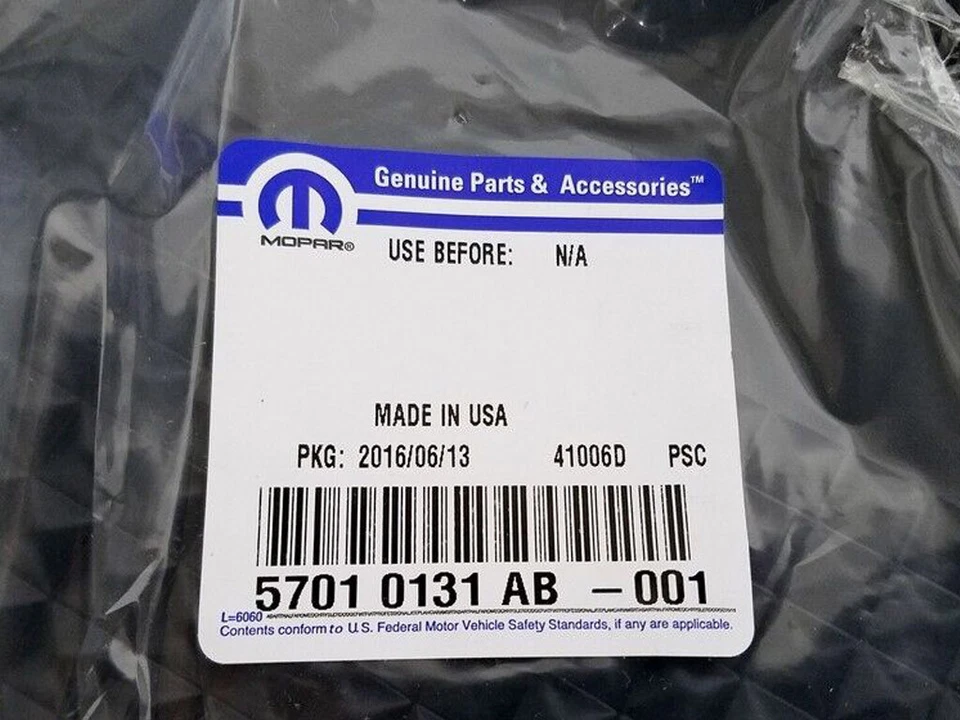 Genuine Parts & Accessories™
MOPAR®
USE BEFORE: N/A
MADE IN USA
PKG: 2016/06/13 41006D PSC
5701 0131 AB – 001
L=6060
Contents conform to U.S. Federal Motor Vehicle Safety Standards, if any are applicable.